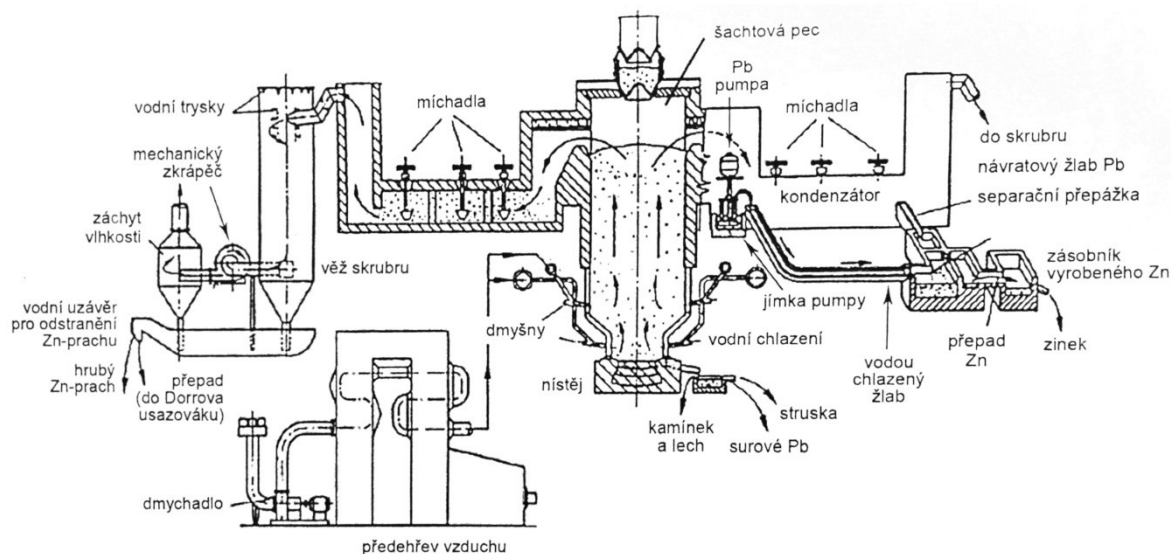 šachtová pec
Pb
pumpa
vodní trysky
míchadla
míchadla
do skrubru
mechanický
zkrápěč
návratový žlab Pb
kondenzátor
separační přepážka
záchyt
vlhkosti
věž skrubru
zásobník
vyrobeného Zn
jímka pumpy
vodní uzávěr
pro odstranění
Zn-prachu
dmyšny
vodní chlazení
přepad
Zn
zinek
vodou
chlazený
žlab
hrubý
Zn-prach
přepad
(do Dorrova
usazováku)
nístěj
struska
kamínek
a lech
surové Pb
dmychadlo
předehřev vzduchu